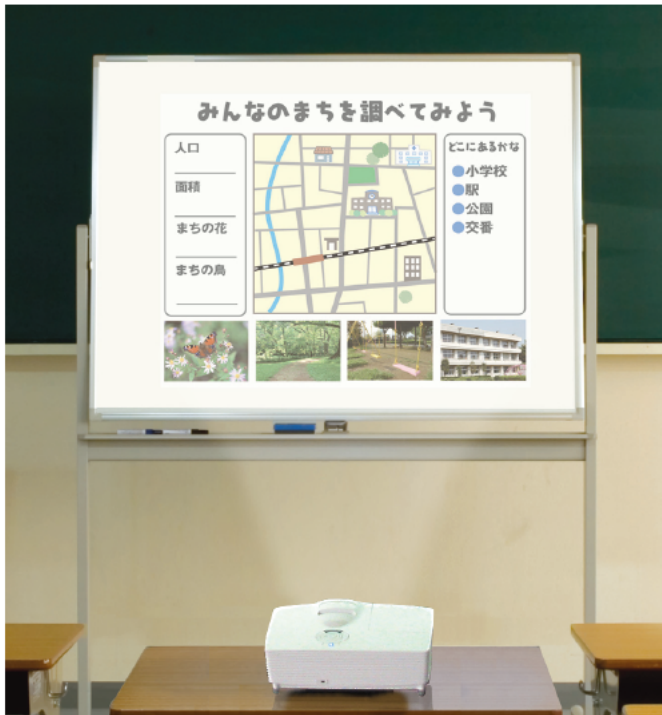 みんなのまちを調べてみよう
人口
面積
まちの花
まちの鳥
どこにあるかな
●小学校
●駅
●公園
●交番